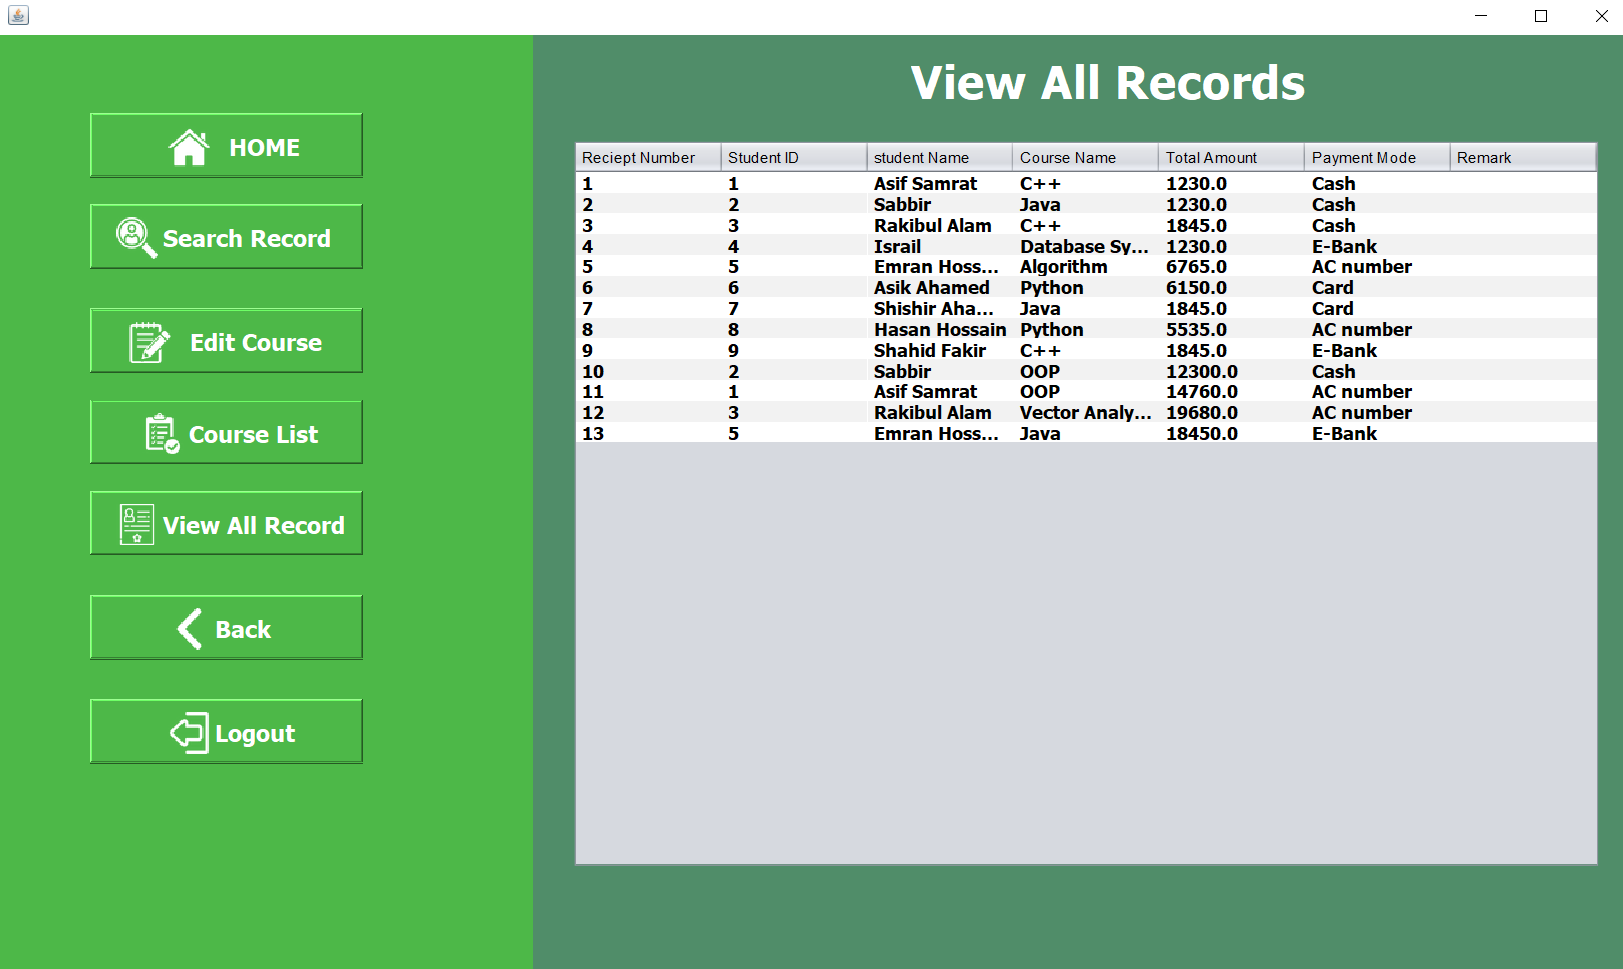 View All Records
HOME
Search Record
Edit Course
Course List
View All Record
Back
Logout
Reciept Number Student ID student Name Course Name Total Amount Payment Mode Remark
1 1 Asif Samrat C++ 1230.0 Cash
2 2 Sabbir Java 1230.0 Cash
3 3 Rakibul Alam C++ 1845.0 Cash
4 4 Israil Database Sy... 1230.0 E-Bank
5 5 Emran Hoss... Algorithm 6765.0 AC number
6 6 Asik Ahamed Python 6150.0 Card
7 7 Shishir Aha... Java 1845.0 Card
8 8 Hasan Hossain Python 5535.0 AC number
9 9 Shahid Fakir C++ 1845.0 E-Bank
10 2 Sabbir OOP 12300.0 Cash
11 1 Asif Samrat OOP 14760.0 AC number
12 3 Rakibul Alam Vector Analy... 19680.0 AC number
13 5 Emran Hoss... Java 18450.0 E-Bank